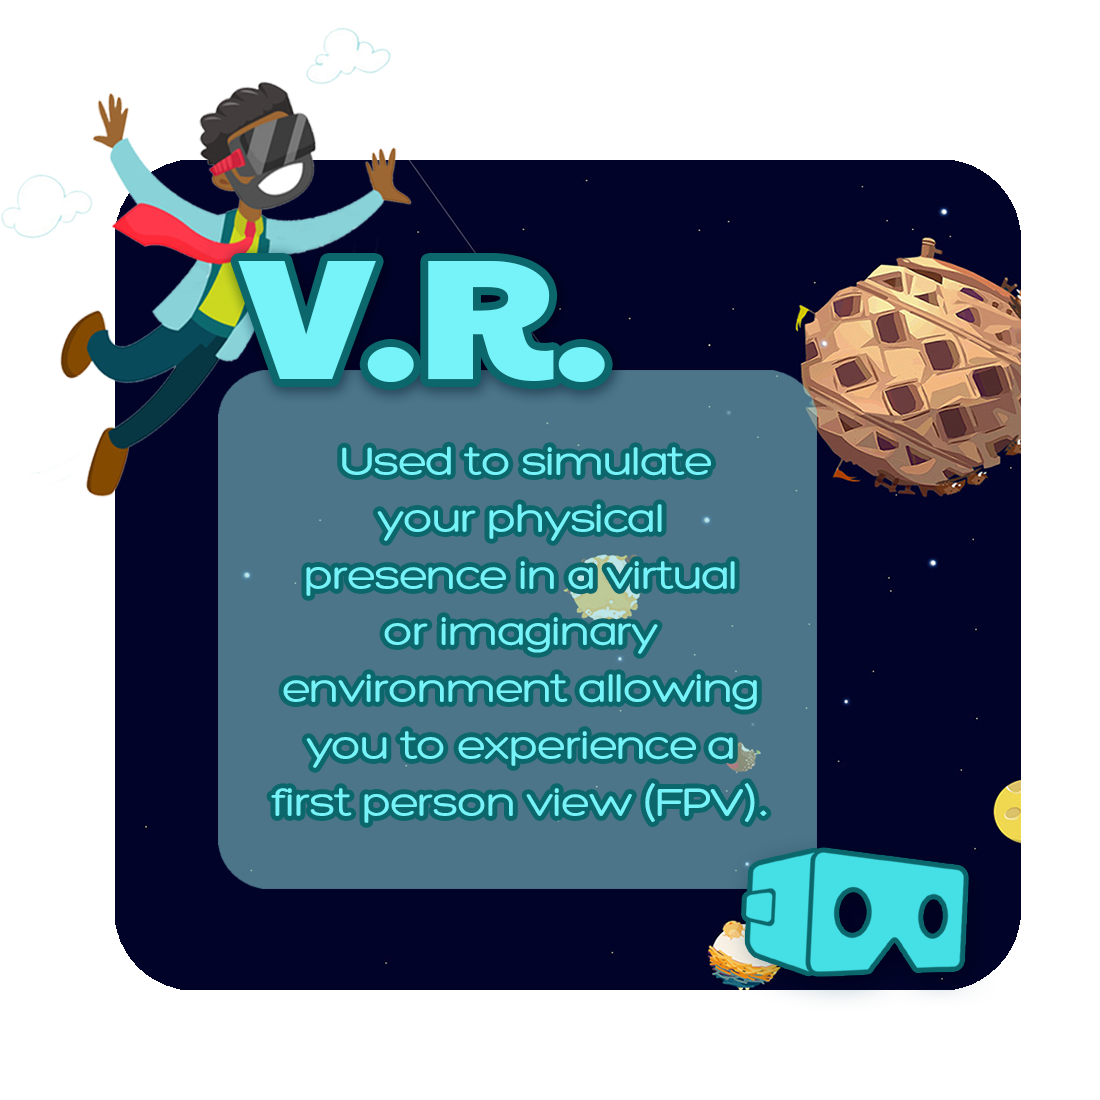 V.R.
Used to simulate
your physical
presence in a virtual
or imaginary
environment allowing
you to experience a
first person view (FPV).